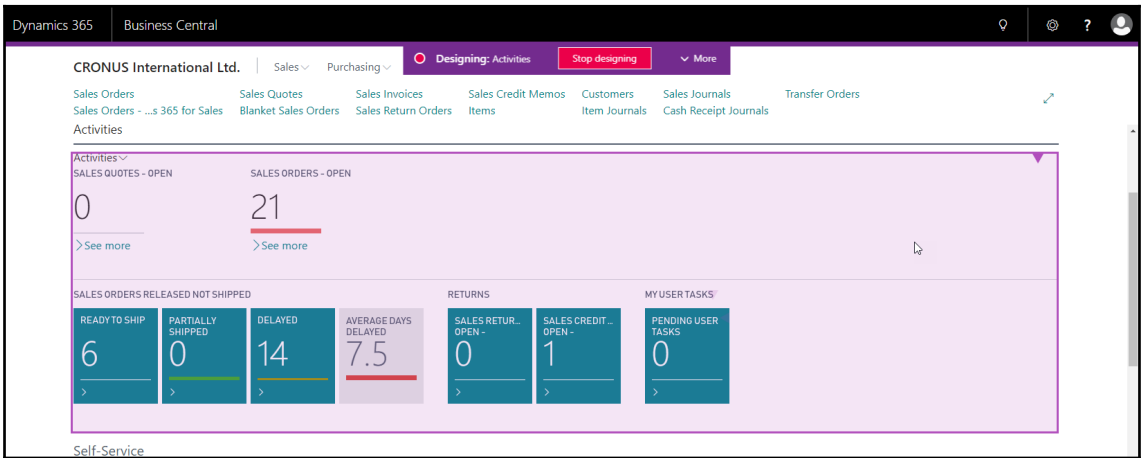 Dynamics 365 Business Central ?
Designing: Activities Stop designing More
CRONUS International Ltd. Sales Purchasing
Sales Orders Sales Quotes Sales Invoices Sales Credit Memos Customers Sales Journals Transfer Orders
Sales Orders - ...s 365 for Sales Blanket Sales Orders Sales Return Orders Items Item Journals Cash Receipt Journals
Activities
Activities
SALES QUOTES - OPEN SALES ORDERS - OPEN
0 21
>See more >See more
SALES ORDERS RELEASED NOT SHIPPED RETURNS MY USER TASKS
READY TO SHIP
6
PARTIALLY
SHIPPED
0
DELAYED
14
AVERAGE DAYS
DELAYED
7.5
SALES RETUR...
OPEN -
0
SALES CREDIT ...
OPEN -
1
PENDING USER
TASKS
0
Self-Service